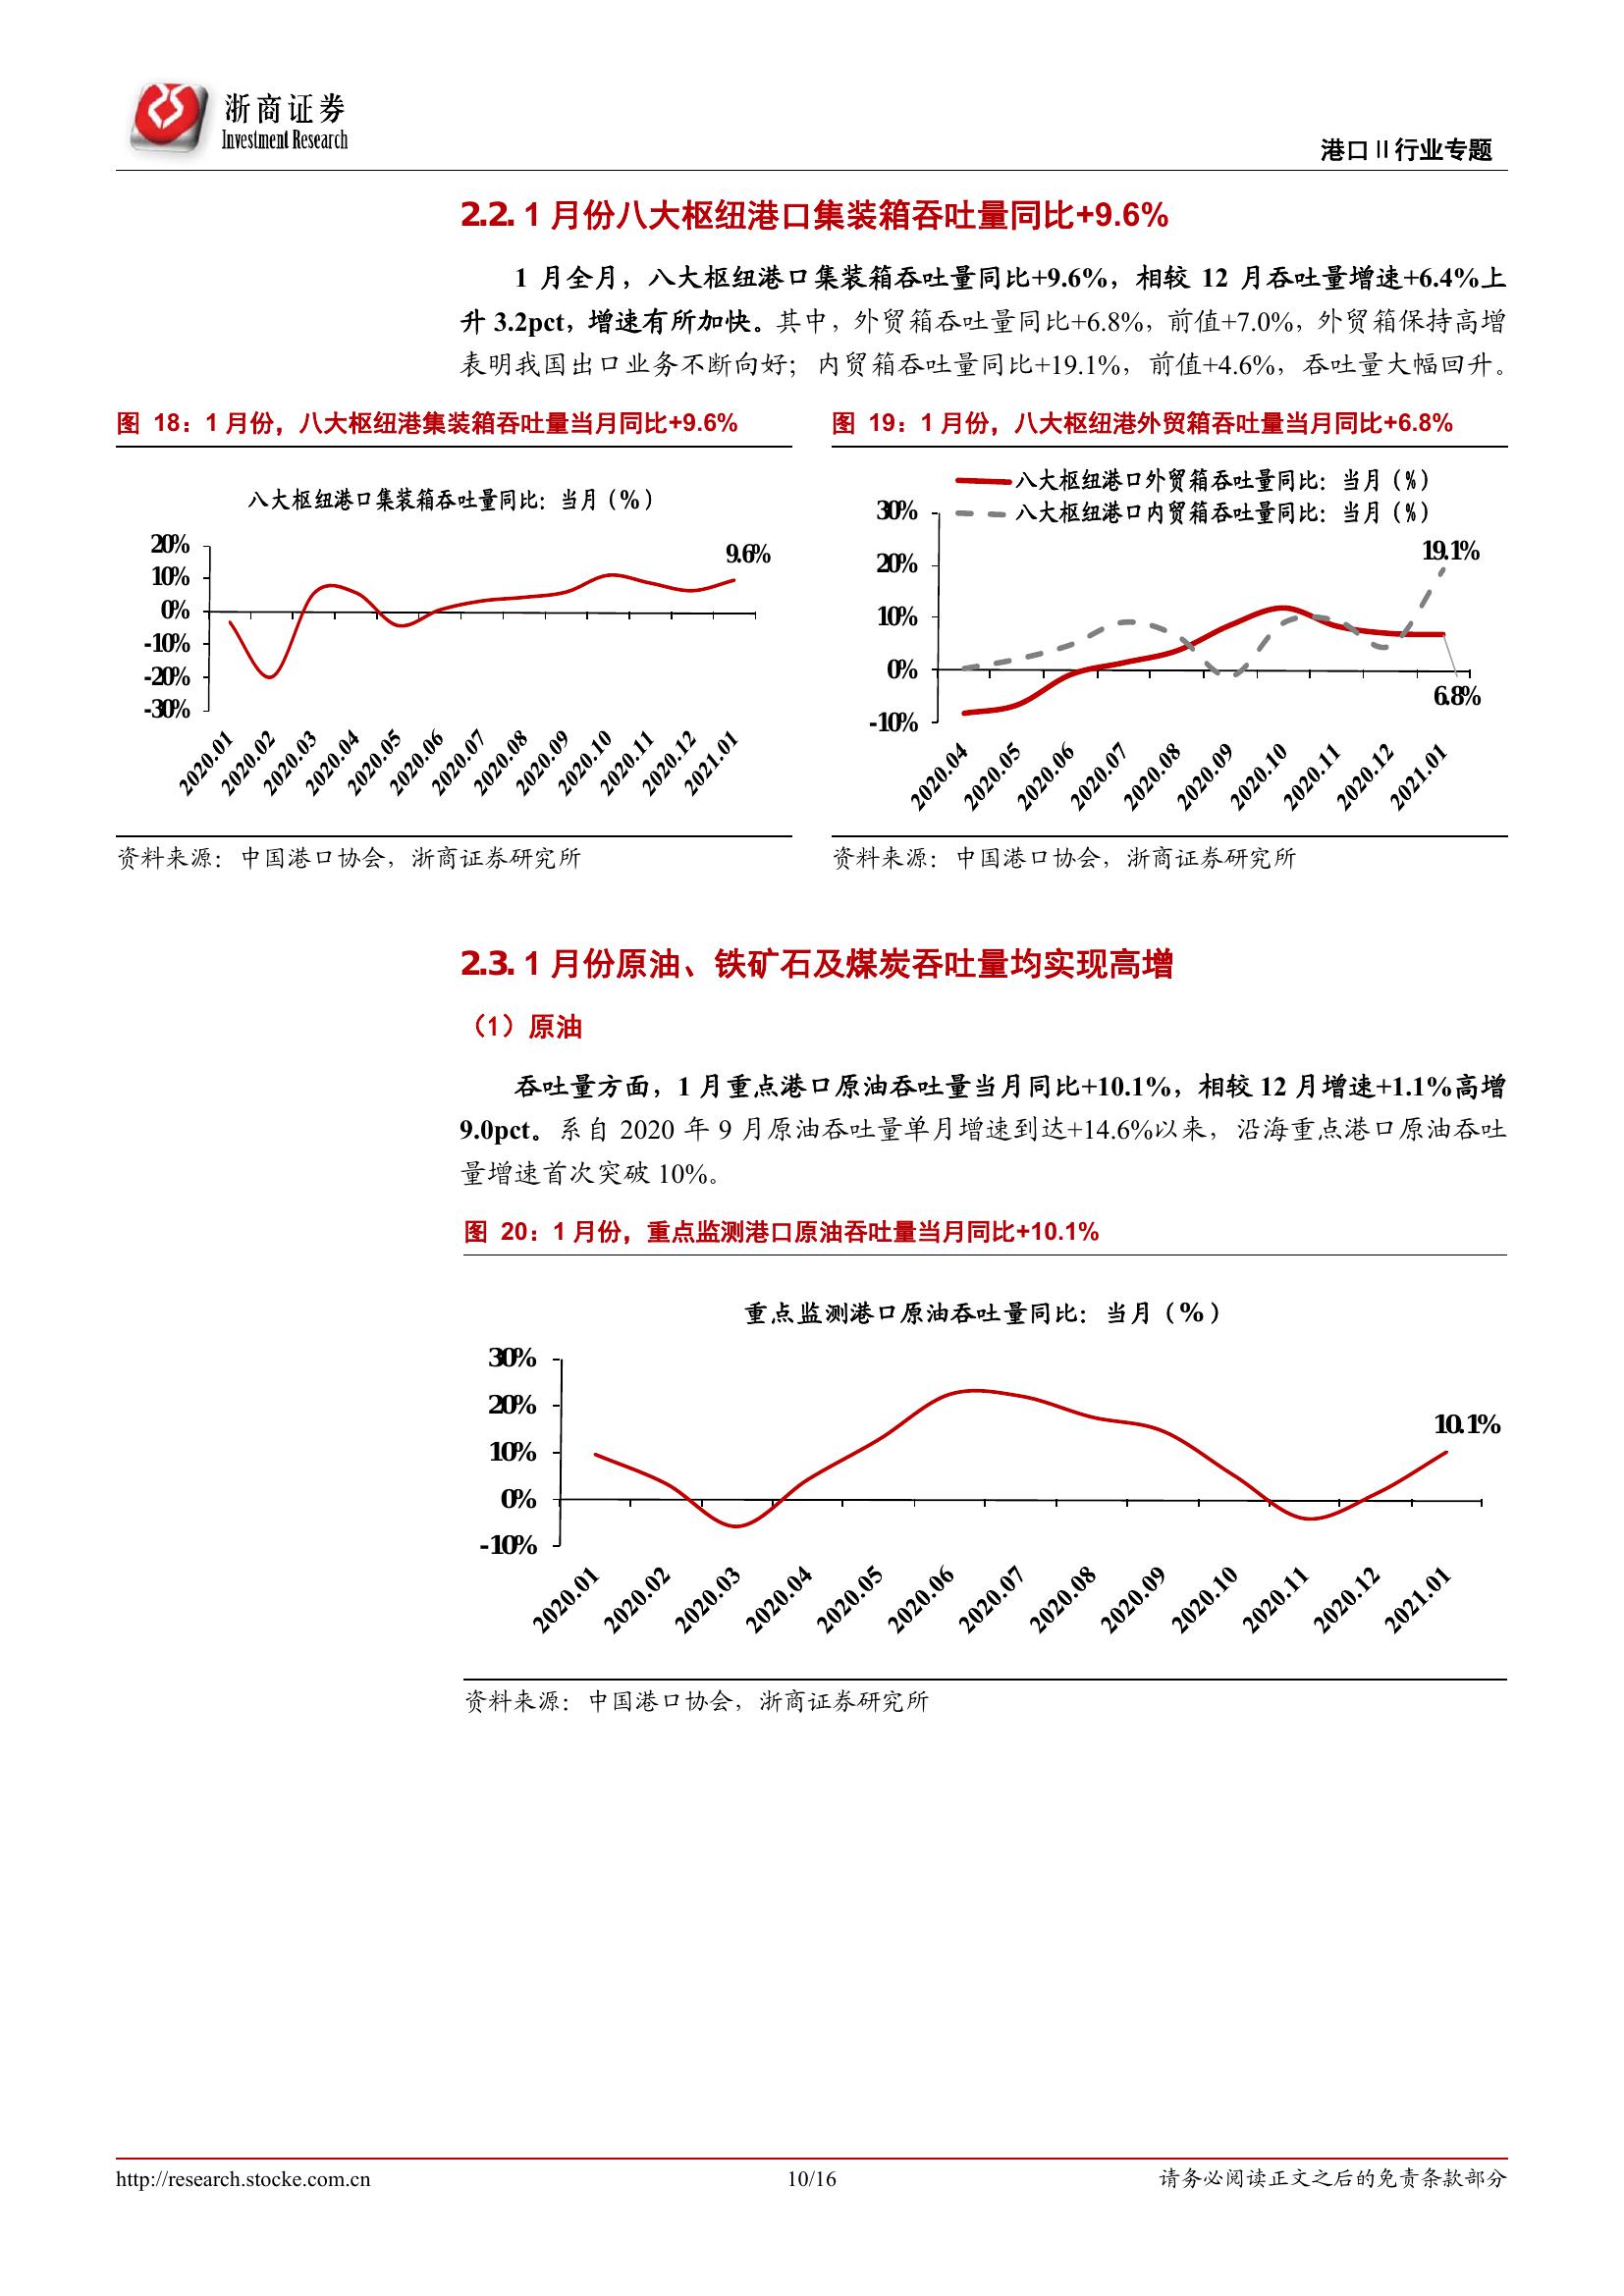 浙商证券
Investment Research
港口Ⅱ行业专题
2.2. 1 月份八大枢纽港口集装箱吞吐量同比+9.6%
1 月全月，八大枢纽港口集装箱吞吐量同比+9.6%，相较 12 月吞吐量增速+6.4%上
升 3.2pct，增速有所加快。其中，外贸箱吞吐量同比+6.8%，前值+7.0%，外贸箱保持高增
表明我国出口业务不断向好；内贸箱吞吐量同比+19.1%，前值+4.6%，吞吐量大幅回升。
图 18：1 月份，八大枢纽港集装箱吞吐量当月同比+9.6%
八大枢纽港口集装箱吞吐量同比：当月（%）
20%
10%
0%
-10%
-20%
-30%
9.6%
2020.01
2020.02
2020.03
2020.04
2020.05
2020.06
2020.07
2020.08
2020.09
2020.10
2020.11
2020.12
2021.01
资料来源：中国港口协会，浙商证券研究所
图 19：1 月份，八大枢纽港外贸箱吞吐量当月同比+6.8%
八大枢纽港口外贸箱吞吐量同比：当月（%）
八大枢纽港口内贸箱吞吐量同比：当月（%）
30%
20%
10%
0%
-10%
19.1%
6.8%
2020.04
2020.05
2020.06
2020.07
2020.08
2020.09
2020.10
2020.11
2020.12
2021.01
资料来源：中国港口协会，浙商证券研究所
2.3. 1 月份原油、铁矿石及煤炭吞吐量均实现高增
（1）原油
吞吐量方面，1 月重点港口原油吞吐量当月同比+10.1%，相较 12 月增速+1.1%高增
9.0pct。系自 2020 年 9 月原油吞吐量单月增速到达+14.6%以来，沿海重点港口原油吞吐
量增速首次突破 10%。
图 20：1 月份，重点监测港口原油吞吐量当月同比+10.1%
重点监测港口原油吞吐量同比：当月（%）
30%
20%
10%
0%
-10%
10.1%
2020.01
2020.02
2020.03
2020.04
2020.05
2020.06
2020.07
2020.08
2020.09
2020.10
2020.11
2020.12
2021.01
资料来源：中国港口协会，浙商证券研究所
http://research.stocke.com.cn
10/16
请务必阅读正文之后的免责条款部分